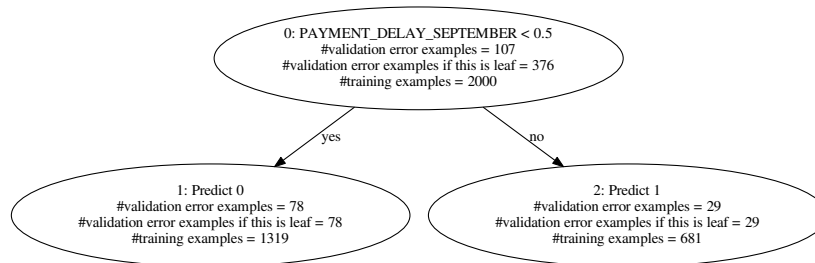 0: PAYMENT_DELAY_SEPTEMBER < 0.5
#validation error examples = 107
#validation error examples if this is leaf = 376
#training examples = 2000
yes
no
1: Predict 0
#validation error examples = 78
#validation error examples if this is leaf = 78
#training examples = 1319
2: Predict 1
#validation error examples = 29
#validation error examples if this is leaf = 29
#training examples = 681